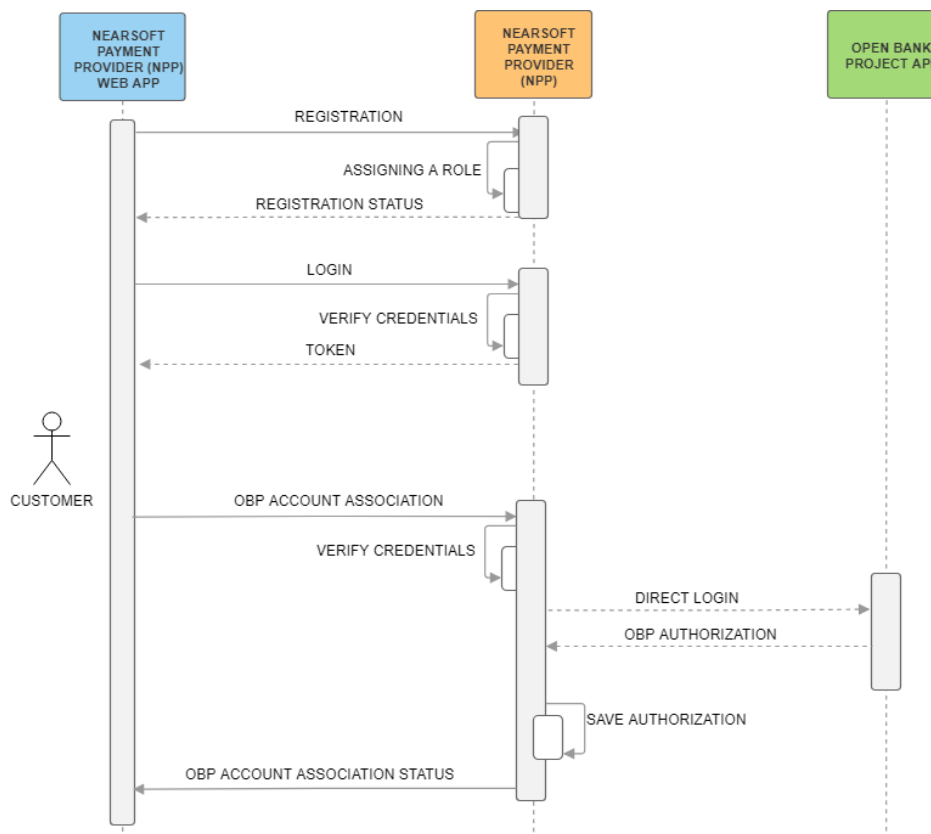 NEARSOFT
PAYMENT
PROVIDER (NPP)
WEB APP
NEARSOFT
PAYMENT
PROVIDER
(NPP)
OPEN BANK
PROJECT AP
REGISTRATION
ASSIGNING A ROLE
REGISTRATION STATUS
LOGIN
VERIFY CREDENTIALS
TOKEN
CUSTOMER
OBP ACCOUNT ASSOCIATION
VERIFY CREDENTIALS
DIRECT LOGIN
OBP AUTHORIZATION
SAVE AUTHORIZATION
OBP ACCOUNT ASSOCIATION STATUS